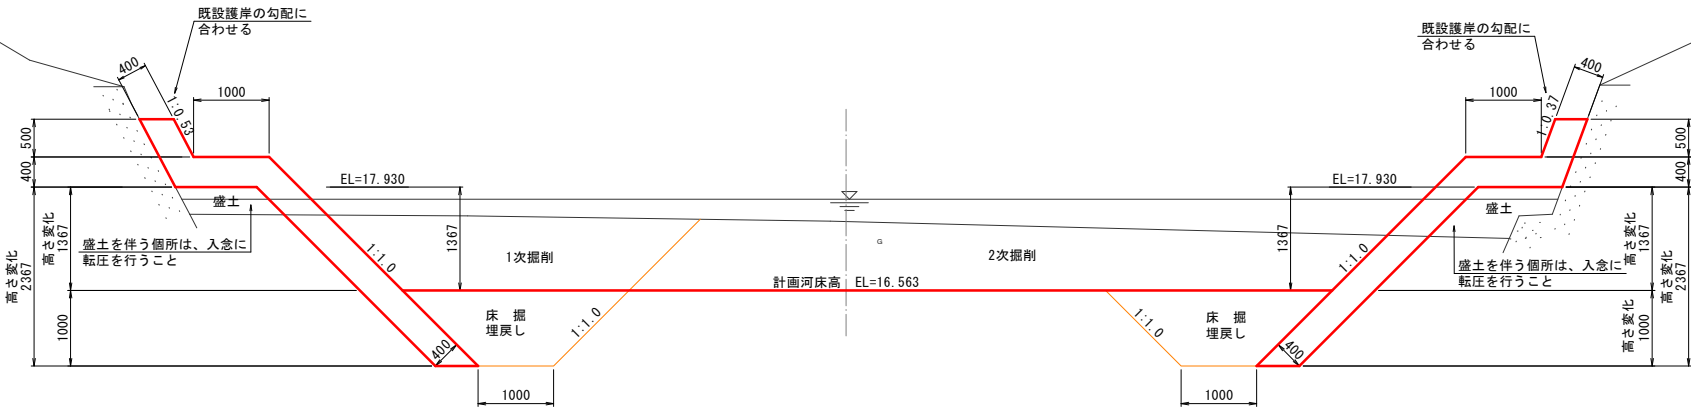 既設護岸の勾配に
合わせる
400
1:0.53
1000
500
400
EL=17.930
盛土
高さ変化
1367
高さ変化
2367
盛土を伴う個所は、入念に
転圧を行うこと
1:1.0
1367
1次掘削
1000
床 掘
埋戻し
1:1.0
400
1000
計画河床高 EL=16.563
G
2次掘削
既設護岸の勾配に
合わせる
400
1:0.37
1000
500
400
EL=17.930
盛土
1367
1:1.0
高さ変化
1367
高さ変化
2367
盛土を伴う個所は、入念に
転圧を行うこと
1:1.0
床 掘
埋戻し
高さ変化
1000
400
1000